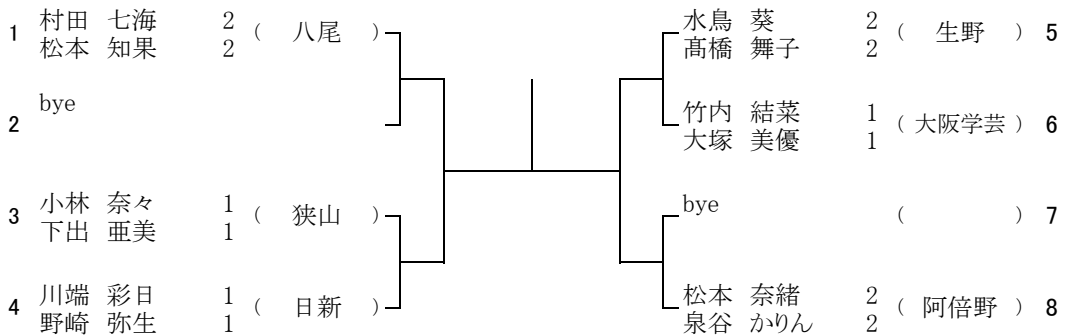 1 村田 七海 2 ( 八尾 )
松本 知果 2
2 bye
3 小林 奈々 1 ( 狭山 )
下出 亜美 1
4 川端 彩日 1 ( 日新 )
野崎 弥生 1
水鳥 葵 2 ( 生野 ) 5
髙橋 舞子 2
竹内 結菜 1 ( 大阪学芸 ) 6
大塚 美優 1
bye ( ) 7
松本 奈緒 2 ( 阿倍野 ) 8
泉谷 かりん 2